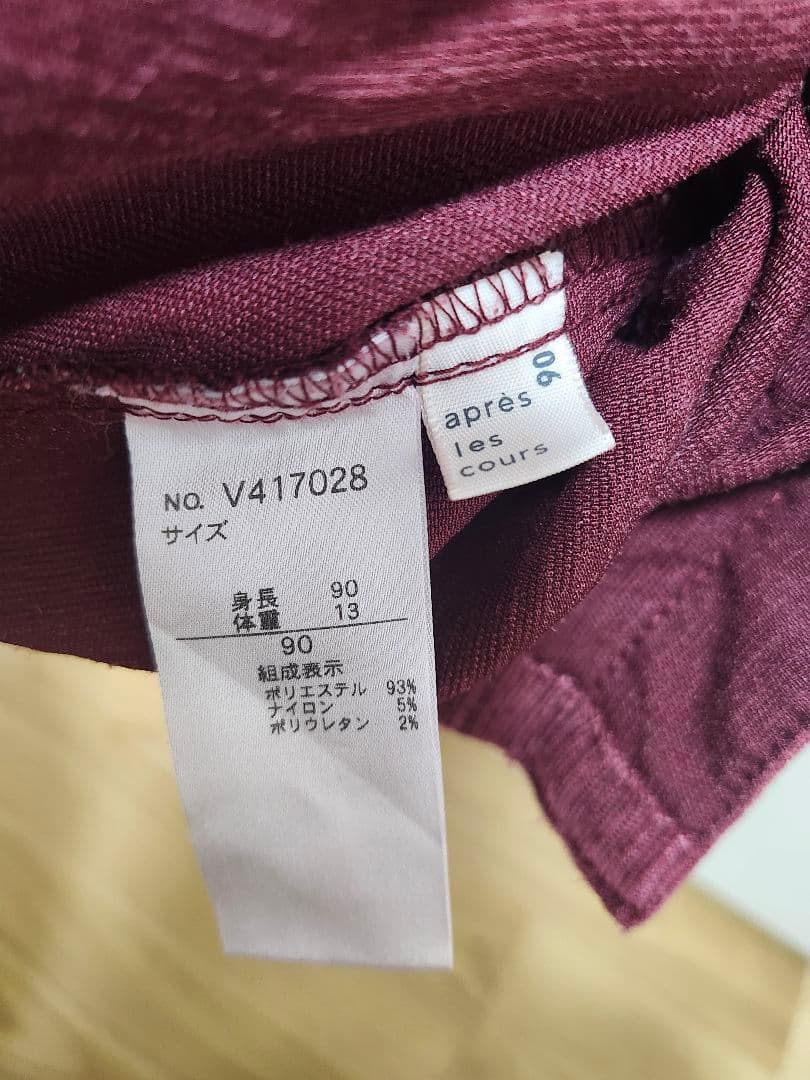 90
après
les
cours
NO. V417028
サイズ
身長 90
体重 13
90
組成表示
ポリエステル 93%
ナイロン 5%
ポリウレタン 2%